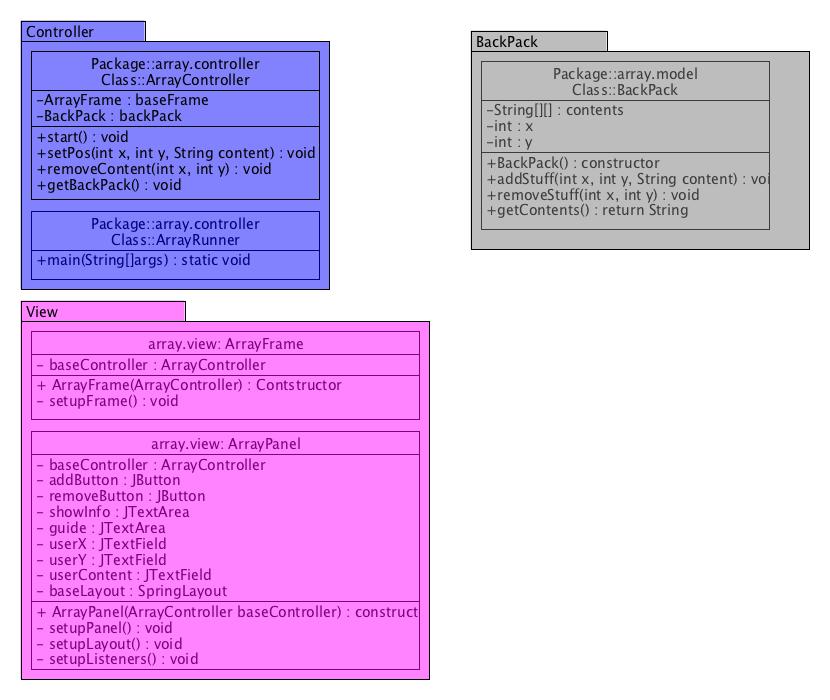 Controller
Package::array.controller
Class::ArrayController
-ArrayFrame : baseFrame
-BackPack : backPack
+start() : void
+setPos(int x, int y, String content) : void
+removeContent(int x, int y) : void
+getBackPack() : void
Package::array.controller
Class::ArrayRunner
+main(String[]args) : static void
BackPack
Package::array.model
Class::BackPack
-String[][] : contents
-int : x
-int : y
+BackPack() : constructor
+addStuff(int x, int y, String content) : voi
+removeStuff(int x, int y) : void
+getContents() : return String
View
array.view: ArrayFrame
- baseController : ArrayController
+ ArrayFrame(ArrayController) : Contstructor
- setupFrame() : void
array.view: ArrayPanel
- baseController : ArrayController
- addButton : JButton
- removeButton : JButton
- showInfo : JTextArea
- guide : JTextArea
- userX : JTextField
- userY : JTextField
- userContent : JTextField
- baseLayout : SpringLayout
+ ArrayPanel(ArrayController baseController) : construct
- setupPanel() : void
- setupLayout() : void
- setupListeners() : void